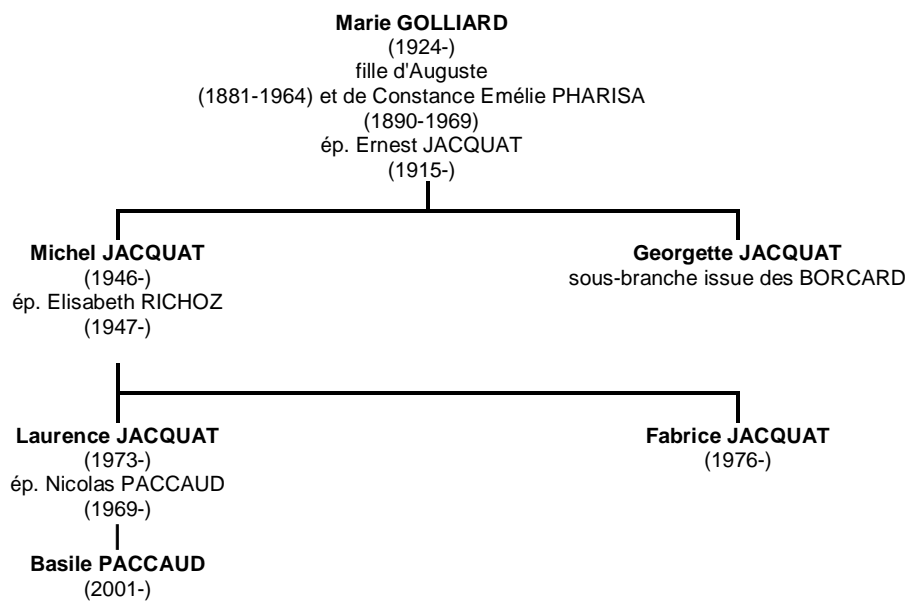 Marie GOLLIARD
(1924-)
fille d'Auguste
(1881-1964) et de Constance Emélie PHARISA
(1890-1969)
ép. Ernest JACQUAT
(1915-)
Michel JACQUAT
(1946-)
ép. Elisabeth RICHOZ
(1947-)
Georgette JACQUAT
sous-branche issue des BORCARD
Laurence JACQUAT
(1973-)
ép. Nicolas PACCAUD
(1969-)
Fabrice JACQUAT
(1976-)
Basile PACCAUD
(2001-)